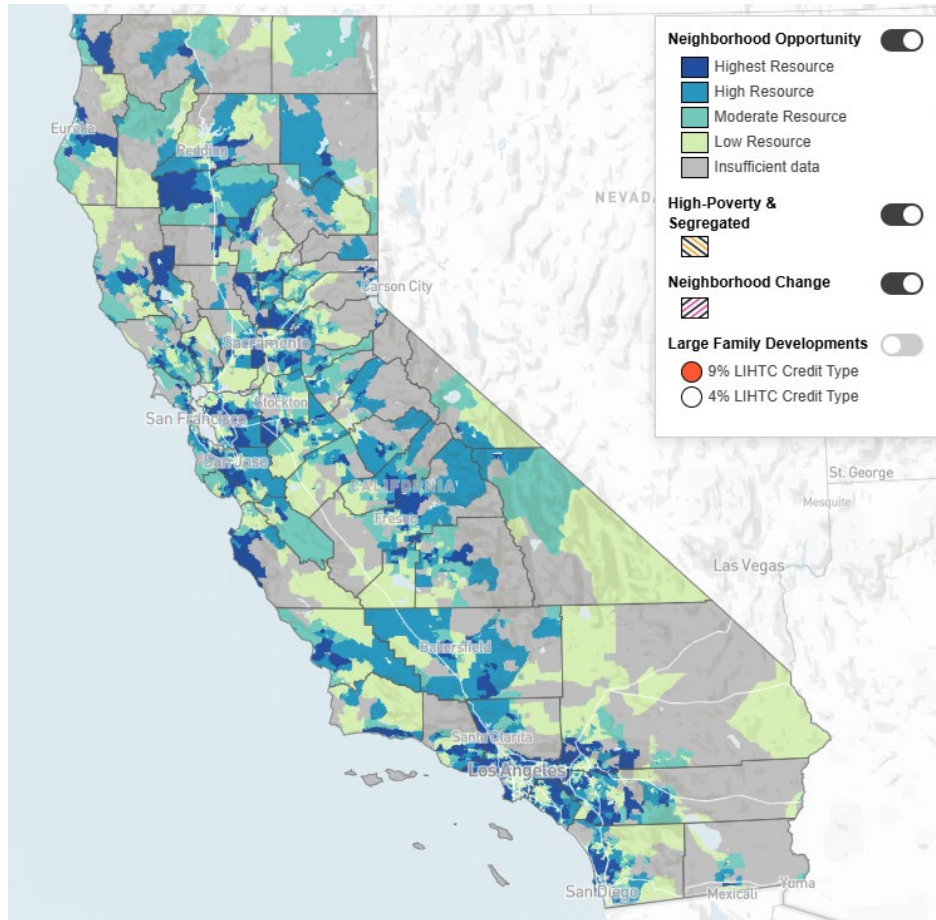 Neighborhood Opportunity
Highest Resource
High Resource
Moderate Resource
Low Resource
Insufficient data
High-Poverty &
Segregated
Neighborhood Change
Large Family Developments
9% LIHTC Credit Type
4% LIHTC Credit Type
Eureka
Redding
NEVADA
Carson City
Sacramento
Stockton
San Francisco
San Jose
CALIFORNIA
Fresno
St. George
Mesquite
Las Vegas
Bakersfield
Santa Clarita
Los Angeles
San Diego
Mexicali
Yuma